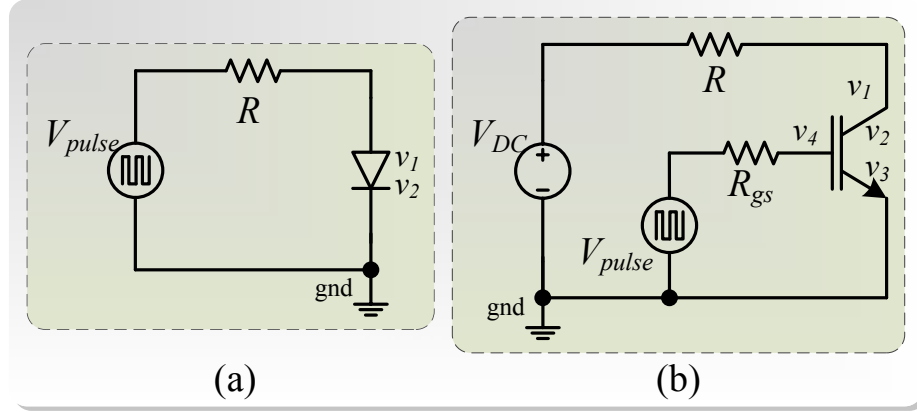 V_pulse
R
v_1
v_2
gnd
(a)
V_DC
R
v_1
v_4
v_2
v_3
R_gs
V_pulse
gnd
(b)
+
−